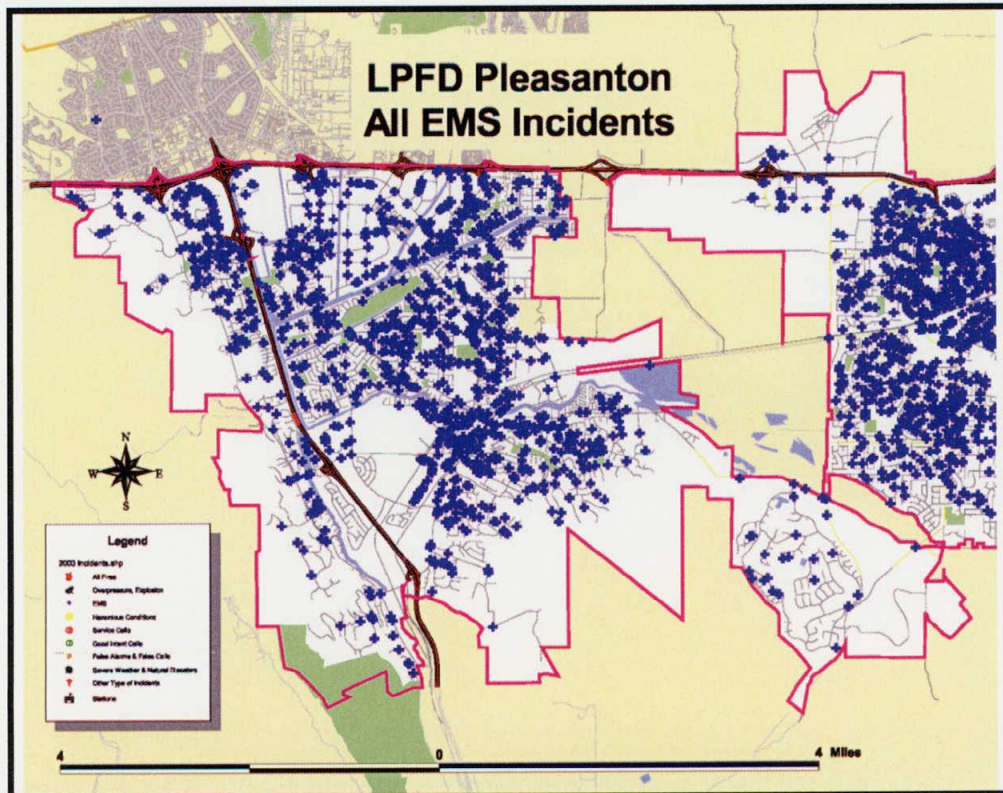 LPFD Pleasanton
All EMS Incidents
N
W E
S
Legend
2003 Incidents.shp
All Fires
Overpressure, Explosion
EMS
Hazardous Conditions
Service Calls
Good Intent Calls
False Alarms & False Calls
Severe Weather & Natural Disasters
Other Type of Incidents
Stations
4 0 4 Miles